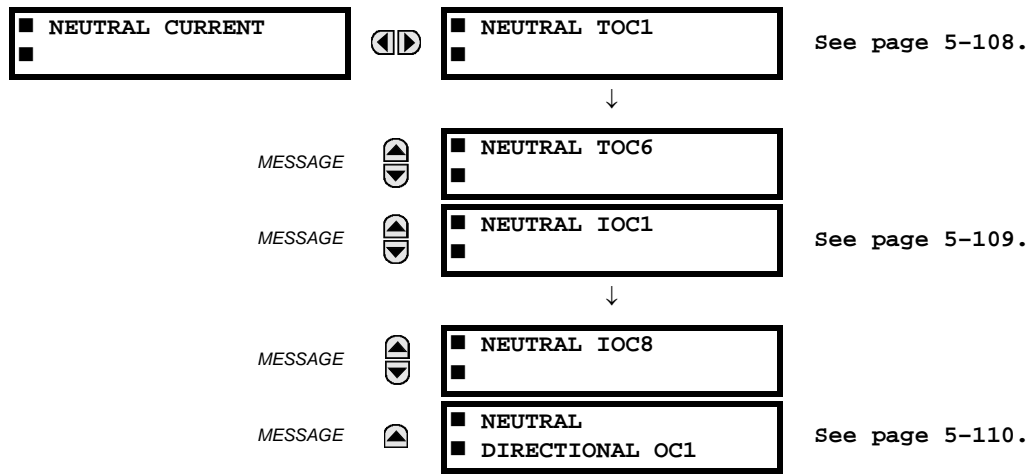 ■ NEUTRAL CURRENT
■
■ NEUTRAL TOC1
■
See page 5-108.
↓
MESSAGE
■ NEUTRAL TOC6
■
MESSAGE
■ NEUTRAL IOC1
■
See page 5-109.
↓
MESSAGE
■ NEUTRAL IOC8
■
MESSAGE
■ NEUTRAL
■ DIRECTIONAL OC1
See page 5-110.